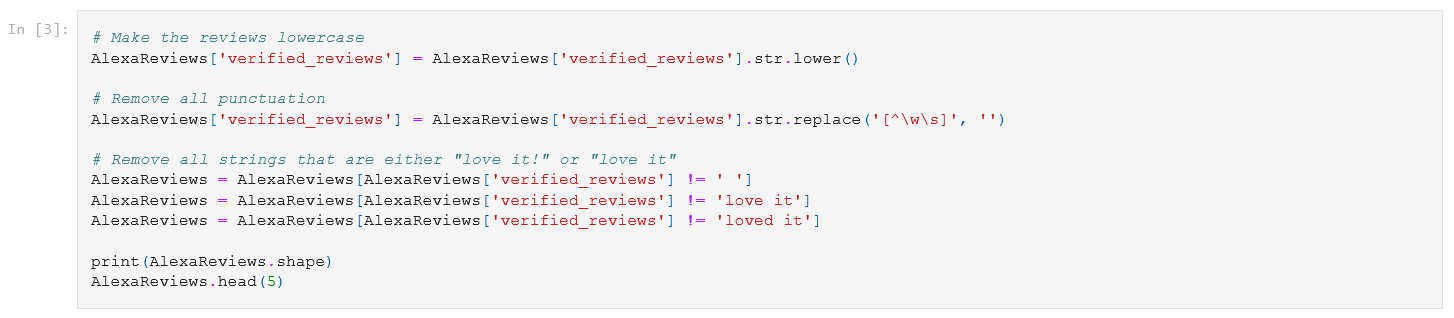 In [3]:
# Make the reviews lowercase
AlexaReviews['verified_reviews'] = AlexaReviews['verified_reviews'].str.lower()
# Remove all punctuation
AlexaReviews['verified_reviews'] = AlexaReviews['verified_reviews'].str.replace('[^\w\s]', '')
# Remove all strings that are either "love it!" or "love it"
AlexaReviews = AlexaReviews[AlexaReviews['verified_reviews'] != ' ']
AlexaReviews = AlexaReviews[AlexaReviews['verified_reviews'] != 'love it']
AlexaReviews = AlexaReviews[AlexaReviews['verified_reviews'] != 'loved it']
print(AlexaReviews.shape)
AlexaReviews.head(5)